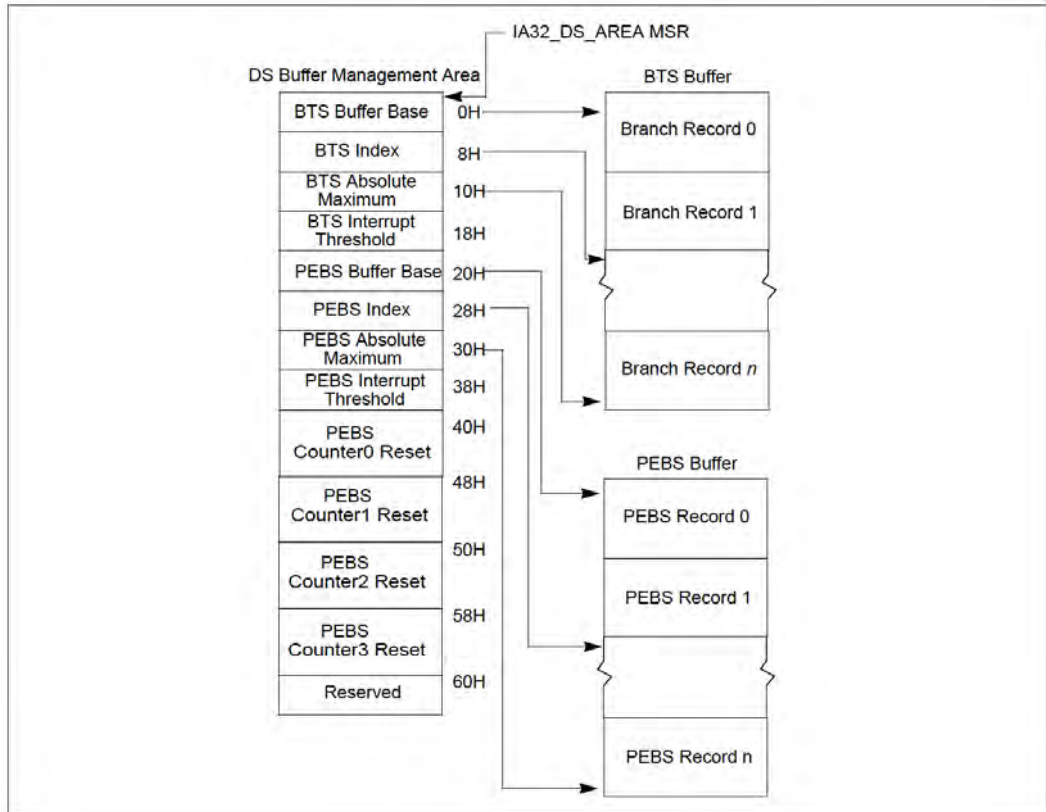 IA32_DS_AREA MSR
DS Buffer Management Area
BTS Buffer Base
0H
BTS Index
8H
BTS Absolute
Maximum
10H
BTS Interrupt
Threshold
18H
PEBS Buffer Base
20H
PEBS Index
28H
PEBS Absolute
Maximum
30H
PEBS Interrupt
Threshold
38H
40H
PEBS
Counter0 Reset
48H
PEBS
Counter1 Reset
50H
PEBS
Counter2 Reset
58H
PEBS
Counter3 Reset
60H
Reserved
BTS Buffer
Branch Record 0
Branch Record 1
Branch Record n
PEBS Buffer
PEBS Record 0
PEBS Record 1
PEBS Record n